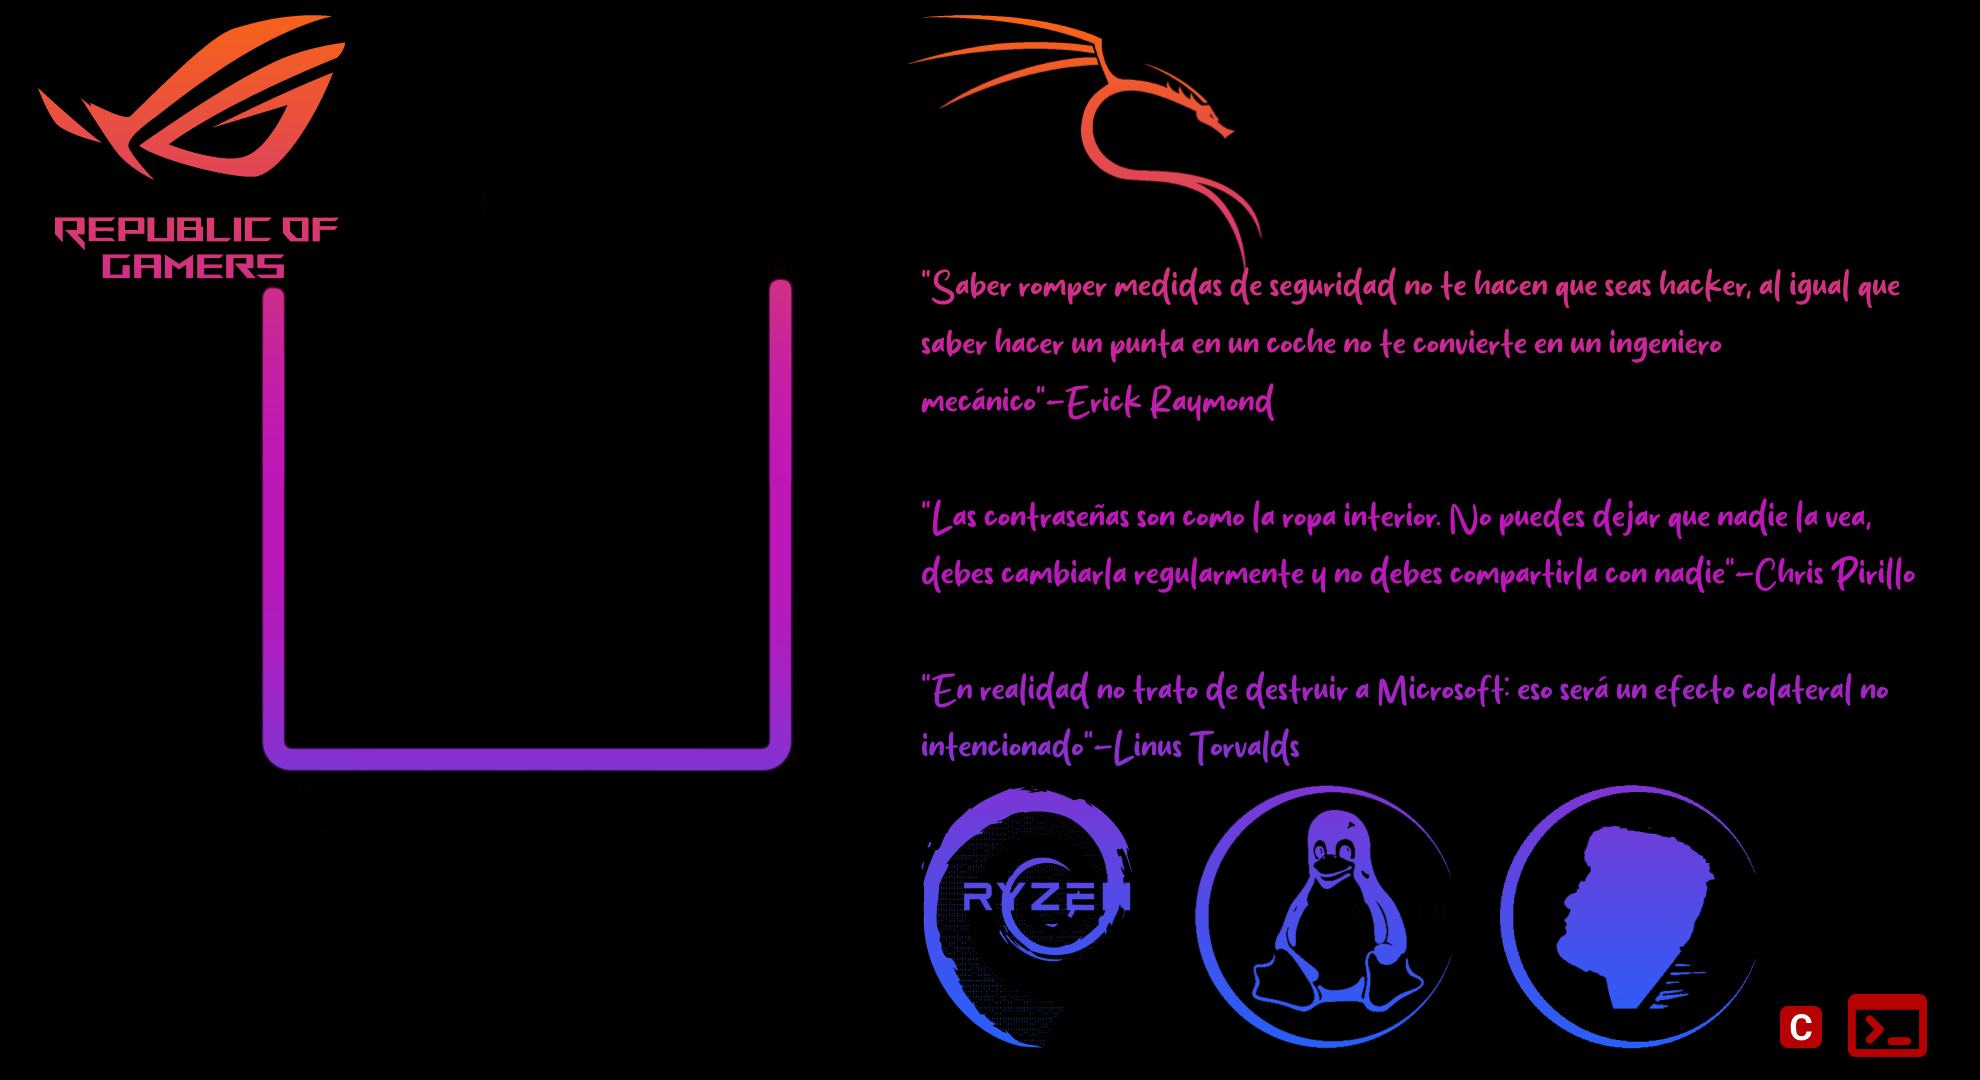 REPUBLIC OF
GAMERS
"Saber romper medidas de seguridad no te hacen que seas hacker, al igual que
saber hacer un punta en un coche no te convierte en un ingeniero
mecánico"-Erick Raymond
"Las contraseñas son como la ropa interior. No puedes dejar que nadie la vea,
debes cambiarla regularmente y no debes compartirla con nadie"-Chris Pirillo
"En realidad no trato de destruir a Microsoft: eso será un efecto colateral no
intencionado"-Linus Torvalds
RYZEN
C